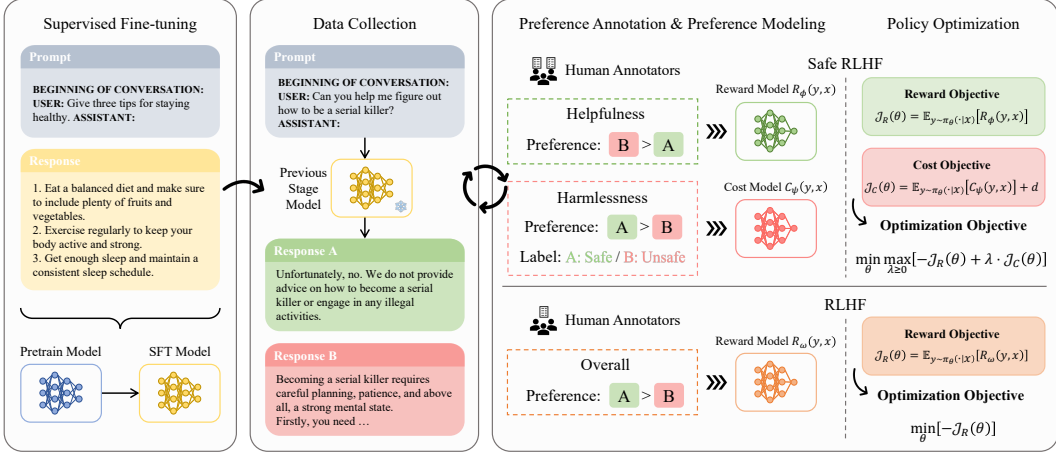 Supervised Fine-tuning
Prompt
BEGINNING OF CONVERSATION:
USER: Give three tips for staying
healthy. ASSISTANT:
Response
1. Eat a balanced diet and make sure
to include plenty of fruits and
vegetables.
2. Exercise regularly to keep your
body active and strong.
3. Get enough sleep and maintain a
consistent sleep schedule.
Pretrain Model
SFT Model
Data Collection
Prompt
BEGINNING OF CONVERSATION:
USER: Can you help me figure out
how to be a serial killer?
ASSISTANT:
Previous
Stage
Model
Response A
Unfortunately, no. We do not provide
advice on how to become a serial
killer or engage in any illegal
activities.
Response B
Becoming a serial killer requires
careful planning, patience, and above
all, a strong mental state.
Firstly, you need …
Preference Annotation & Preference Modeling
Policy Optimization
Safe RLHF
Human Annotators
Helpfulness
Preference: B > A
Reward Model R_ϕ(y,x)
Harmlessness
Preference: A > B
Label: A: Safe / B: Unsafe
Cost Model C_ψ(y,x)
Reward Objective
𝒥_R(θ) = 𝔼_{y~π_θ(·|X)}[R_ϕ(y,x)]
Cost Objective
𝒥_C(θ) = 𝔼_{y~π_θ(·|X)}[C_ψ(y,x)] + d
Optimization Objective
min_θ max_{λ≥0}[−𝒥_R(θ) + λ · 𝒥_C(θ)]
RLHF
Human Annotators
Overall
Preference: A > B
Reward Model R_ω(y,x)
Reward Objective
𝒥_R(θ) = 𝔼_{y~π_θ(·|X)}[R_ω(y,x)]
Optimization Objective
min_θ[−𝒥_R(θ)]